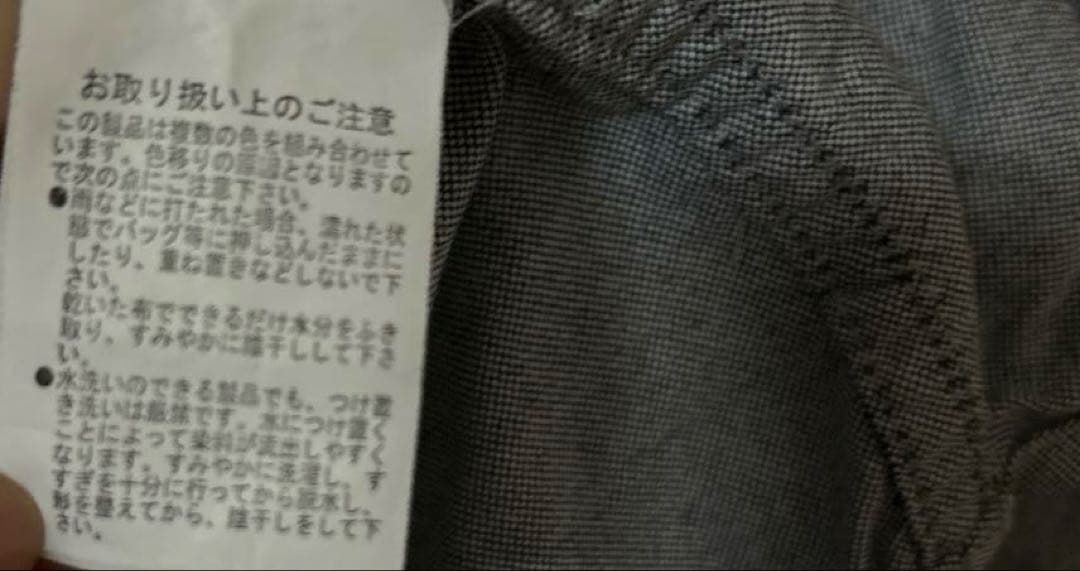 お取り扱い上のご注意
この製品は複数の色を組み合わせて
います。色移りの原因となりますの
で次の点にご注意下さい。
●雨などに打たれた場合、濡れた状
態でバッグ等に押し込んだままに
したり、重ね置きなどしないで下
さい。
乾いた布でできるだけ水分をふき
取り、すみやかに陰干しして下さ
い。
●水洗いのできる製品でも、つけ置
き洗いは厳禁です。水につけ置く
ことによって染料が流出しやすく
なります。すみやかに洗濯し、す
すぎを十分に行ってから脱水し、
形を整えてから、陰干しをして下
さい。